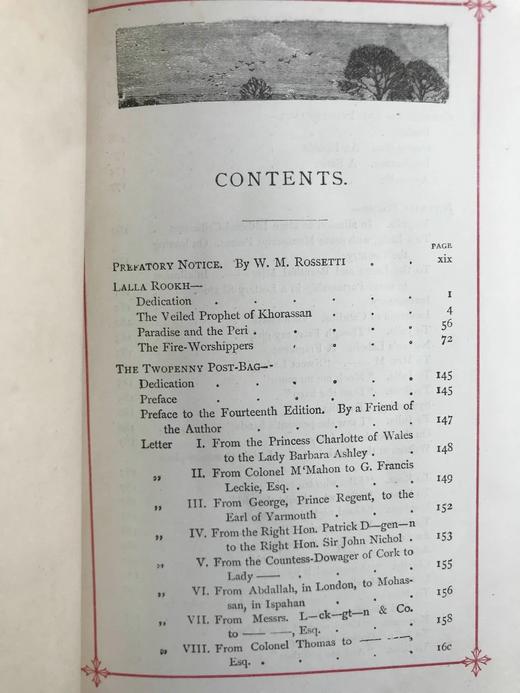 CONTENTS.
PAGE
PREFATORY NOTICE. By W. M. ROSSETTI . . xix
LALLA ROOKH—
Dedication . . . . . . 1
The Veiled Prophet of Khorassan . . . 4
Paradise and the Peri . . . . . 56
The Fire-Worshippers . . . . 72
THE TWOPENNY POST-BAG—
Dedication . . . . . . 145
Preface . . . . . . 145
Preface to the Fourteenth Edition. By a Friend of
the Author . . . . . . 147
Letter I. From the Princess Charlotte of Wales
to the Lady Barbara Ashley . . 148
„ II. From Colonel M'Mahon to G. Francis
Leckie, Esq. . . . . 149
„ III. From George, Prince Regent, to the
Earl of Yarmouth . . . 152
„ IV. From the Right Hon. Patrick D—gen—n
to the Right Hon. Sir John Nichol . 153
„ V. From the Countess-Dowager of Cork to
Lady —— . . . . 155
„ VI. From Abdallah, in London, to Mohas-
san, in Ispahan . . . 156
„ VII. From Messrs. L—ck—gt—n & Co.
to —— ——, Esq. . . . 158
„ VIII. From Colonel Thomas to —— ——,
Esq. . . . . . 160